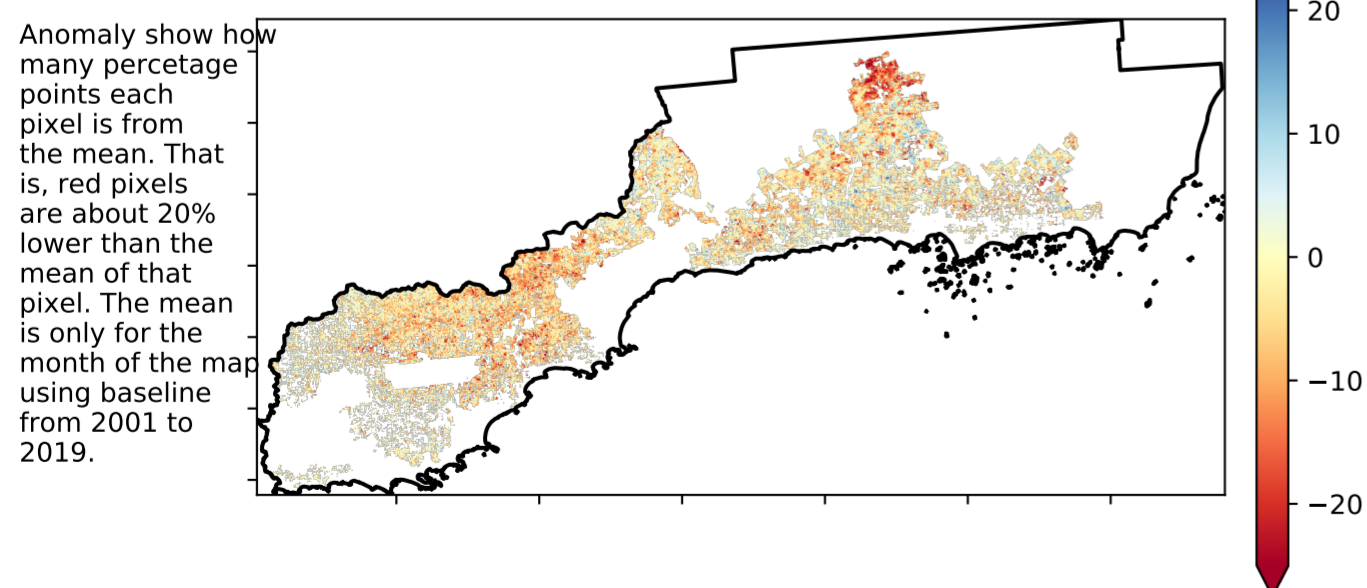 Anomaly show how
many percetage
points each
pixel is from
the mean. That
is, red pixels
are about 20%
lower than the
mean of that
pixel. The mean
is only for the
month of the map
using baseline
from 2001 to
2019.
20
10
0
−10
−20